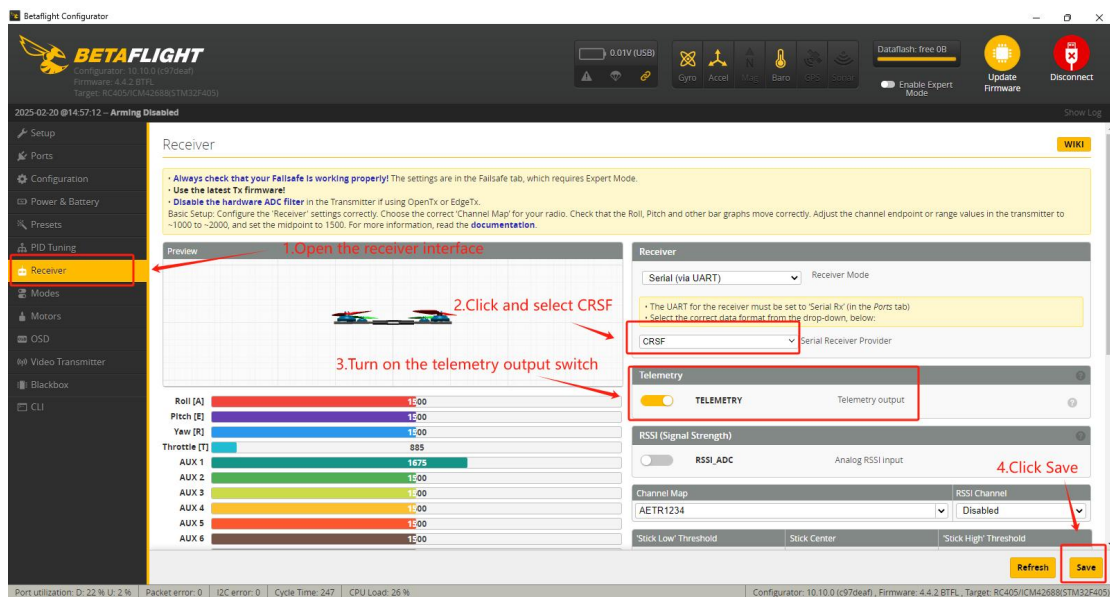 Betaflight Configurator
BETAFLIGHT
Configurator: 10.10.0 (c97deaf)
Firmware: 4.4.2 BTFL
Target: RC405/ICM42688(STM32F405)
0.01V (USB)
Gyro Accel Mag Baro GPS Sonar
Dataflash: free 0B
Enable Expert Mode
Update Firmware
Disconnect
2025-02-20 @14:57:12 -- Arming Disabled
Show Log
Setup
Ports
Configuration
Power & Battery
Presets
PID Tuning
Receiver
Modes
Motors
OSD
Video Transmitter
Blackbox
CLI
Receiver
WIKI
• Always check that your Failsafe is working properly! The settings are in the Failsafe tab, which requires Expert Mode.
• Use the latest Tx firmware!
• Disable the hardware ADC filter in the Transmitter if using OpenTx or EdgeTx.
Basic Setup: Configure the 'Receiver' settings correctly. Choose the correct 'Channel Map' for your radio. Check that the Roll, Pitch and other bar graphs move correctly. Adjust the channel endpoint or range values in the transmitter to
~1000 to ~2000, and set the midpoint to 1500. For more information, read the documentation.
Preview
1.Open the receiver interface
2.Click and select CRSF
3.Turn on the telemetry output switch
Roll [A] 1500
Pitch [E] 1500
Yaw [R] 1500
Throttle [T] 885
AUX 1 1675
AUX 2 1500
AUX 3 1500
AUX 4 1500
AUX 5 1500
AUX 6 1500
Receiver
Serial (via UART) Receiver Mode
• The UART for the receiver must be set to 'Serial Rx' (in the Ports tab)
• Select the correct data format from the drop-down, below:
CRSF Serial Receiver Provider
Telemetry
TELEMETRY Telemetry output
RSSI (Signal Strength)
RSSI_ADC Analog RSSI input
4.Click Save
Channel Map RSSI Channel
AETR1234 Disabled
'Stick Low' Threshold Stick Center 'Stick High' Threshold
Refresh Save
Port utilization: D: 22 % U: 2 % Packet error: 0 I2C error: 0 Cycle Time: 247 CPU Load: 26 %
Configurator: 10.10.0 (c97deaf) , Firmware: 4.4.2 BTFL , Target: RC405/ICM42688(STM32F405)